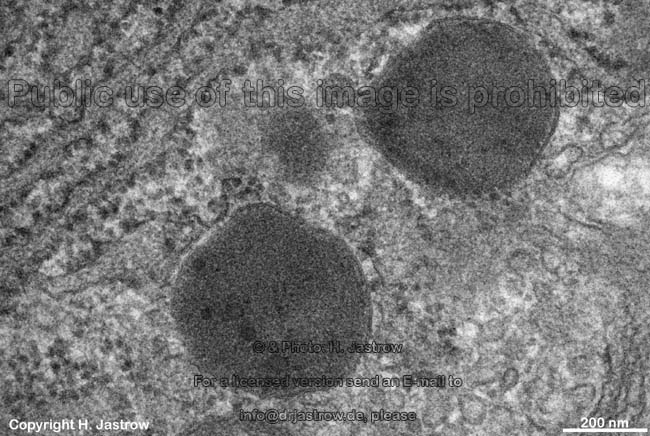 Public use of this image is prohibited
© & Photo: H. Jastrow
For a licensed version send an E-mail to
info@drjastrow.de, please
Copyright H. Jastrow
200 nm